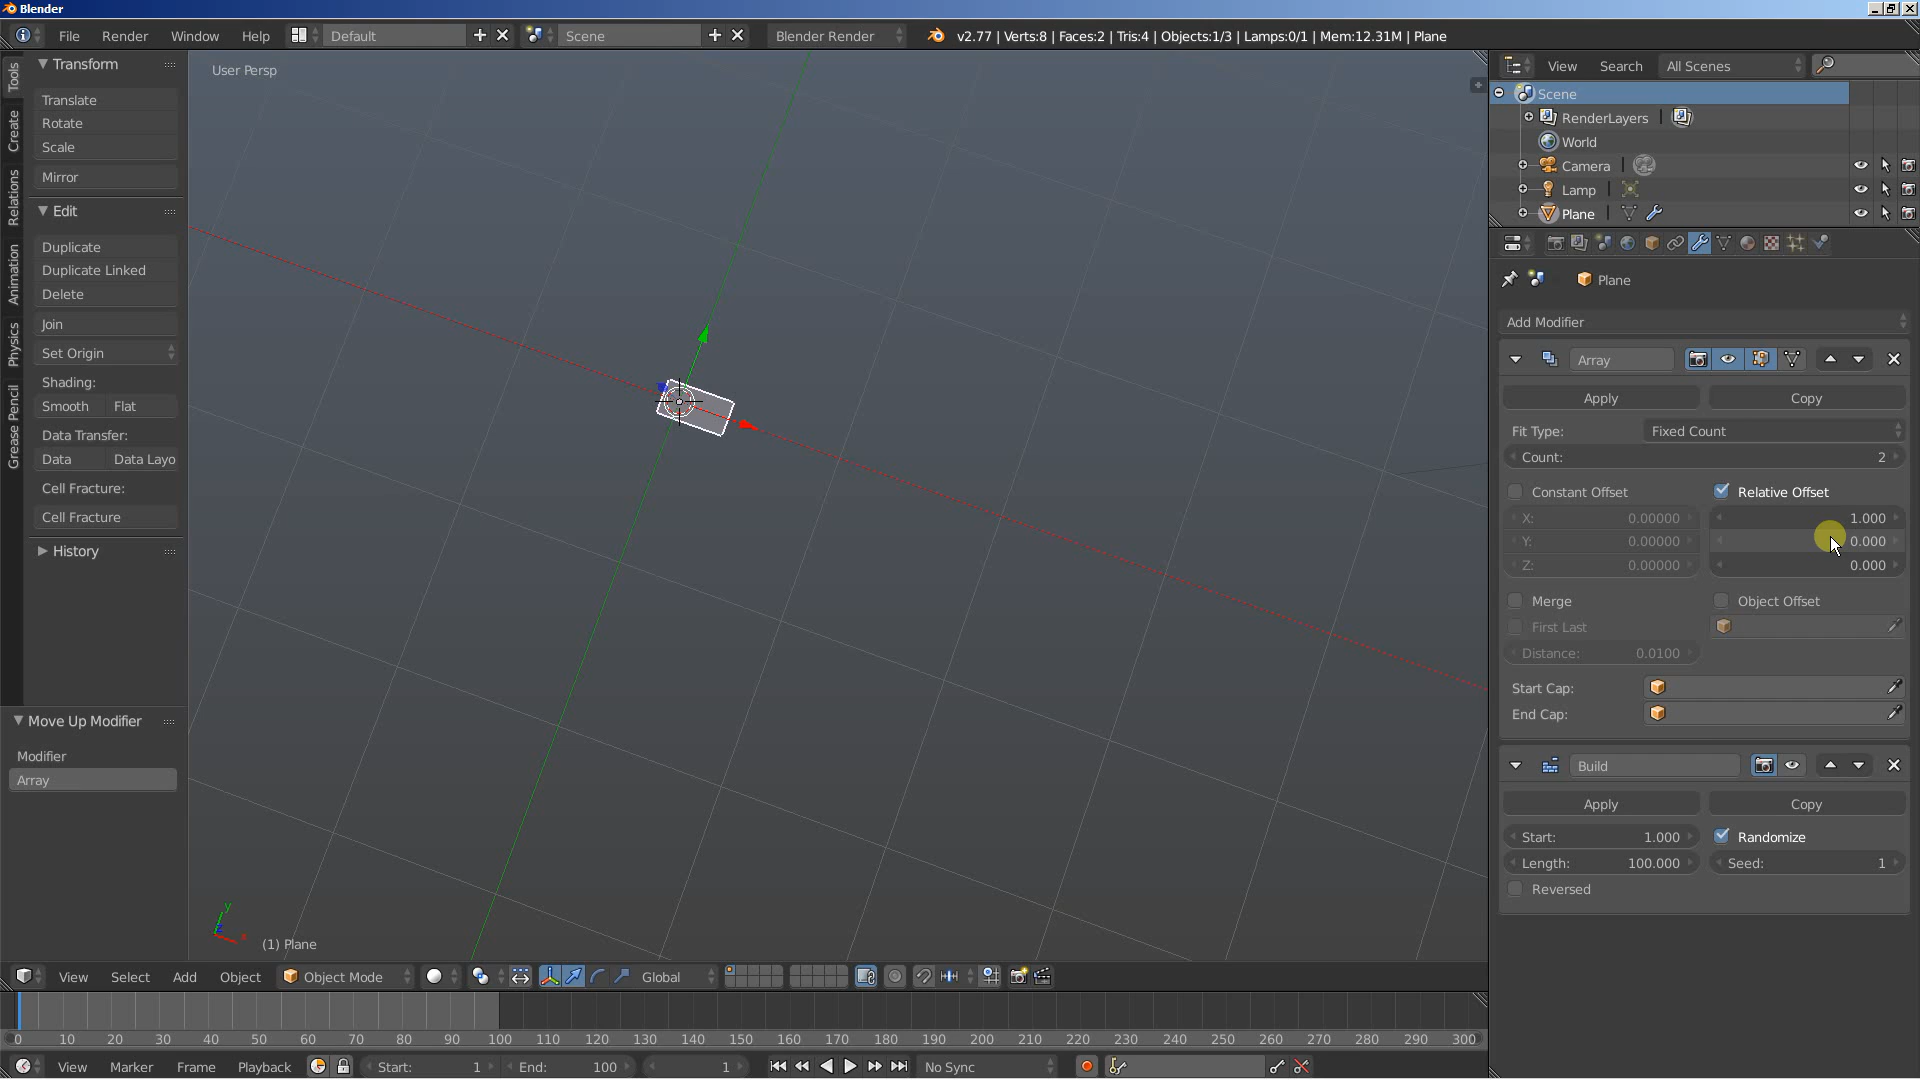 Blender
File Render Window Help Default Scene Blender Render v2.77 | Verts:8 | Faces:2 | Tris:4 | Objects:1/3 | Lamps:0/1 | Mem:12.31M | Plane
Tools
Create
Relations
Animation
Physics
Grease Pencil
Transform
Translate
Rotate
Scale
Mirror
Edit
Duplicate
Duplicate Linked
Delete
Join
Set Origin
Shading:
Smooth Flat
Data Transfer:
Data Data Layo
Cell Fracture:
Cell Fracture
History
Move Up Modifier
Modifier
Array
User Persp
y
z
x
(1) Plane
View Select Add Object Object Mode Global
0 10 20 30 40 50 60 70 80 90 100 110 120 130 140 150 160 170 180 190 200 210 220 230 240 250 260 270 280 290 300
View Marker Frame Playback Start: 1 End: 100 1 No Sync
View Search All Scenes
Scene
RenderLayers
World
Camera
Lamp
Plane
Plane
Add Modifier
Array
Apply Copy
Fit Type: Fixed Count
Count: 2
Constant Offset Relative Offset
X: 0.00000 1.000
Y: 0.00000 0.000
Z: 0.00000 0.000
Merge Object Offset
First Last
Distance: 0.0100
Start Cap:
End Cap:
Build
Apply Copy
Start: 1.000 Randomize
Length: 100.000 Seed: 1
Reversed